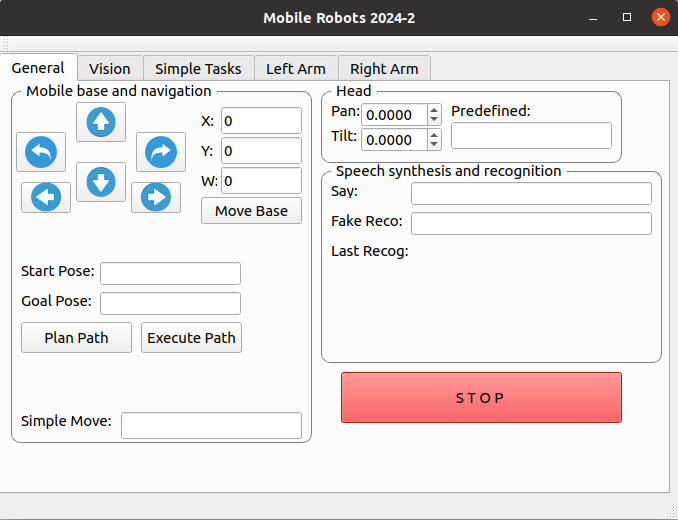 Mobile Robots 2024-2
General
Vision
Simple Tasks
Left Arm
Right Arm
Mobile base and navigation
X: 0
Y: 0
W: 0
Move Base
Start Pose:
Goal Pose:
Plan Path
Execute Path
Simple Move:
Head
Pan: 0.0000
Predefined:
Tilt: 0.0000
Speech synthesis and recognition
Say:
Fake Reco:
Last Recog:
S T O P